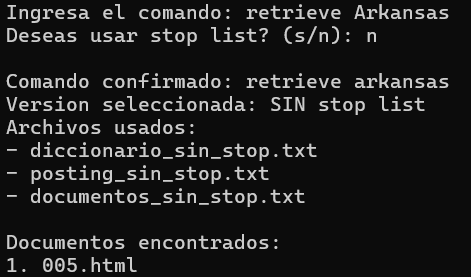 Ingresa el comando: retrieve Arkansas
Deseas usar stop list? (s/n): n
Comando confirmado: retrieve arkansas
Version seleccionada: SIN stop list
Archivos usados:
- diccionario_sin_stop.txt
- posting_sin_stop.txt
- documentos_sin_stop.txt
Documentos encontrados:
1. 005.html